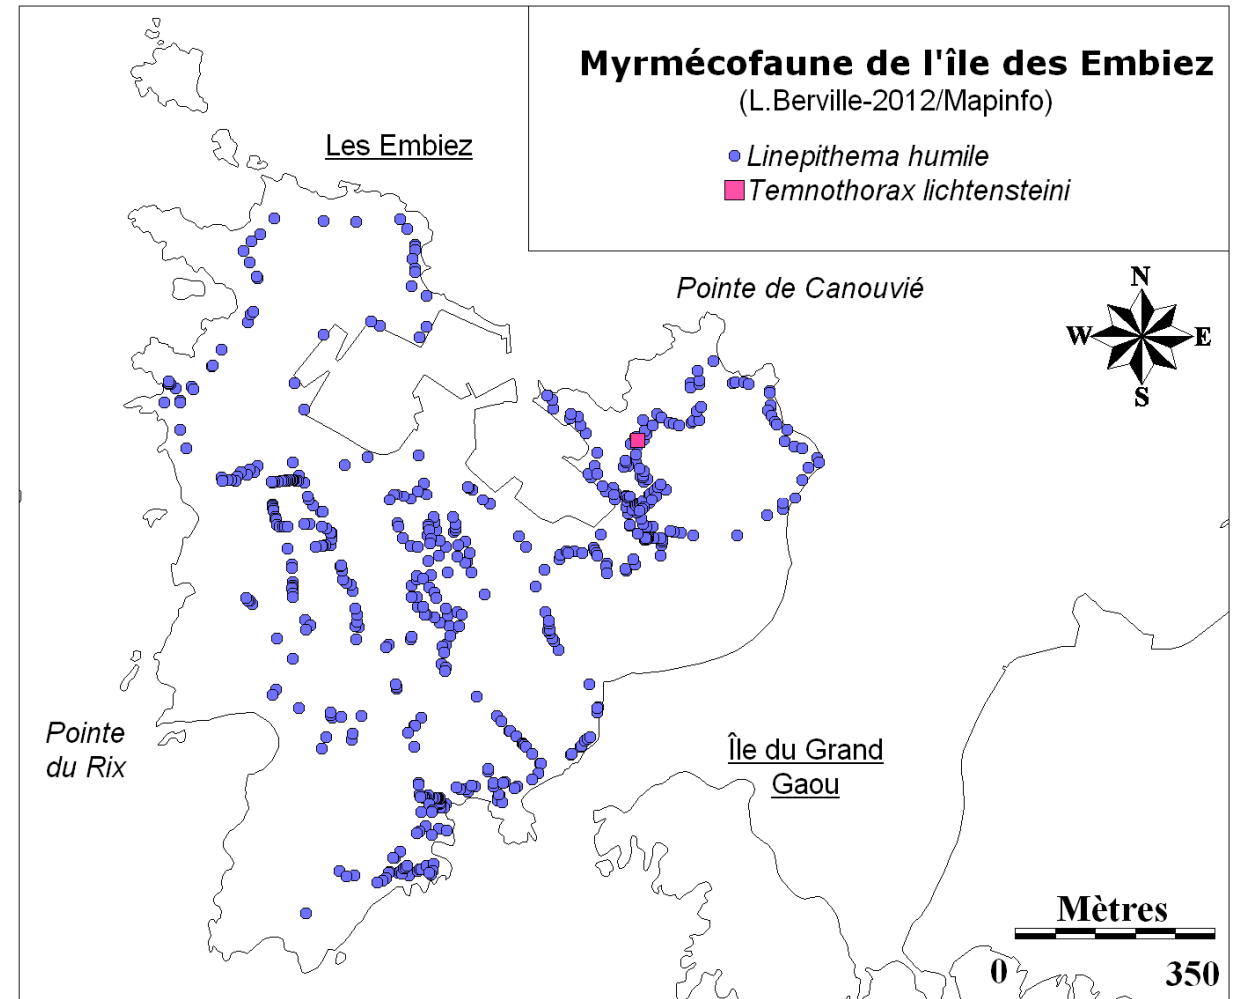 Myrmécofaune de l'île des Embiez
(L.Berville-2012/Mapinfo)
Les Embiez
Linepithema humile
Temnothorax lichtensteini
Pointe de Canouvié
N
W E
S
Pointe
du Rix
Île du Grand
Gaou
Mètres
0 350